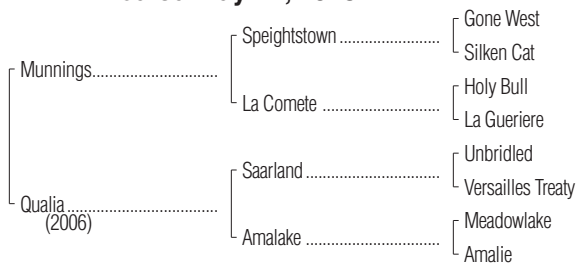 Munnings
Qualia
(2006)
Speightstown
La Comete
Saarland
Amalake
Gone West
Silken Cat
Holy Bull
La Gueriere
Unbridled
Versailles Treaty
Meadowlake
Amalie